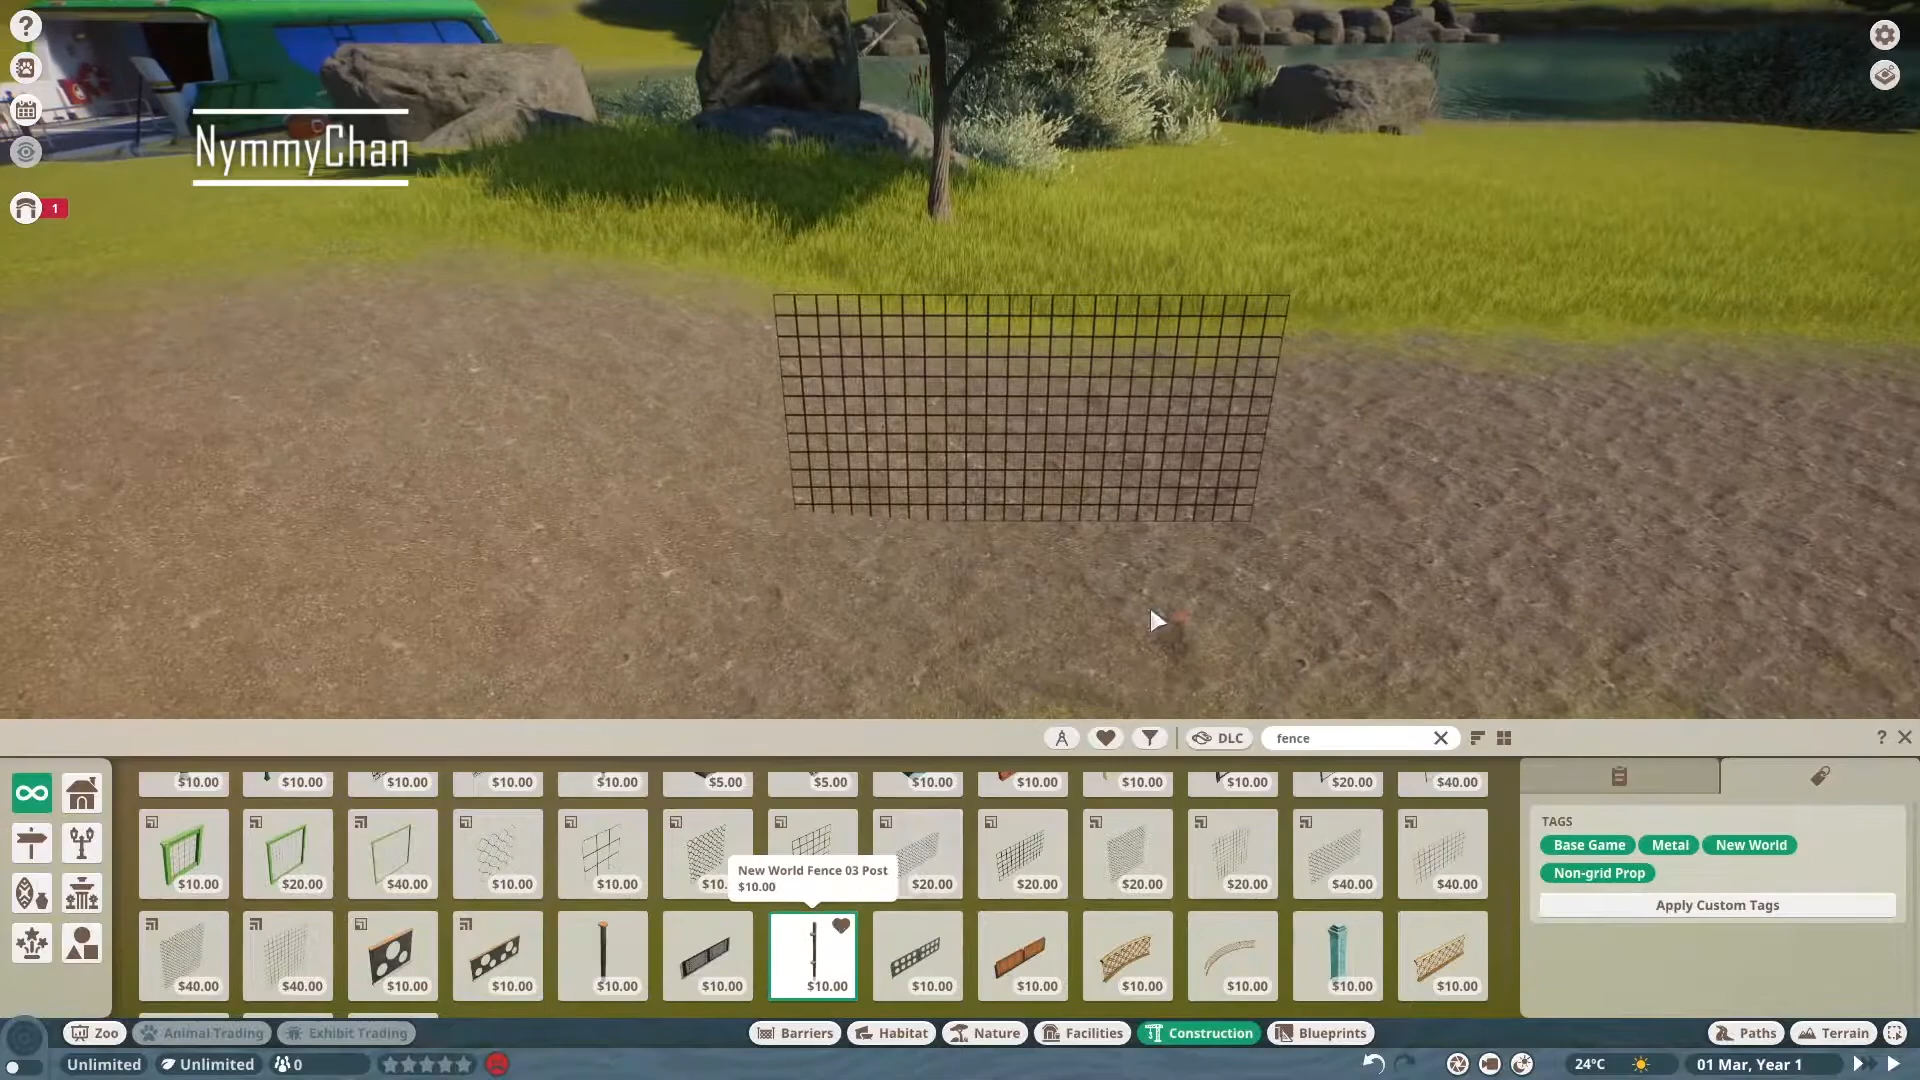 NymmyChan
1
DLC
fence
$10.00 $10.00 $10.00 $10.00 $10.00 $5.00 $5.00 $10.00 $10.00 $10.00 $10.00 $20.00 $40.00
$10.00 $20.00 $40.00 $10.00 $10.00 $20.00 $20.00 $20.00 $20.00 $40.00 $40.00
New World Fence 03 Post
$10.00
$40.00 $40.00 $10.00 $10.00 $10.00 $10.00 $10.00 $10.00 $10.00 $10.00 $10.00 $10.00 $10.00
TAGS
Base Game Metal New World
Non-grid Prop
Apply Custom Tags
Zoo Animal Trading Exhibit Trading Barriers Habitat Nature Facilities Construction Blueprints Paths Terrain
Unlimited Unlimited 0 24°C 01 Mar, Year 1